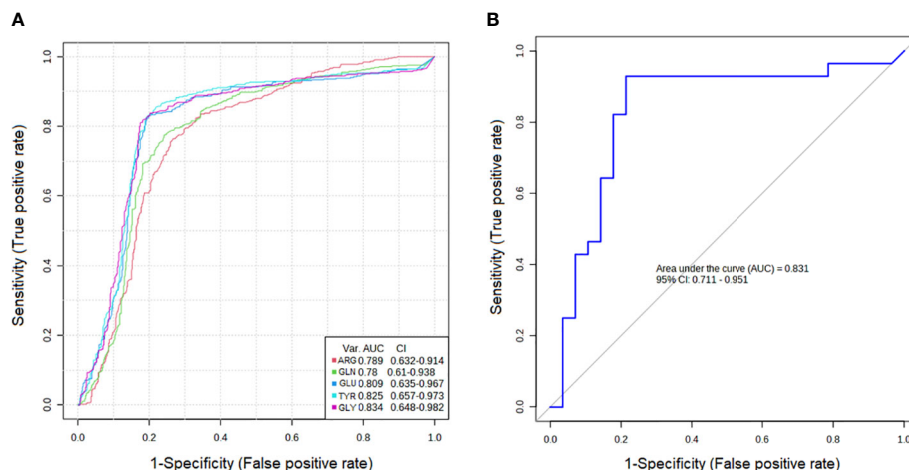 A
Sensitivity (True positive rate)
1.0
0.8
0.6
0.4
0.2
0.0
Var. AUC CI
ARG 0.789 0.632-0.914
GLN 0.78 0.61-0.938
GLU 0.809 0.635-0.967
TYR 0.825 0.657-0.973
GLY 0.834 0.648-0.982
0.0 0.2 0.4 0.6 0.8 1.0
1-Specificity (False positive rate)
B
Sensitivity (True positive rate)
1.0
0.8
0.6
0.4
0.2
0.0
Area under the curve (AUC) = 0.831
95% CI: 0.711 - 0.951
0.0 0.2 0.4 0.6 0.8 1.0
1-Specificity (False positive rate)